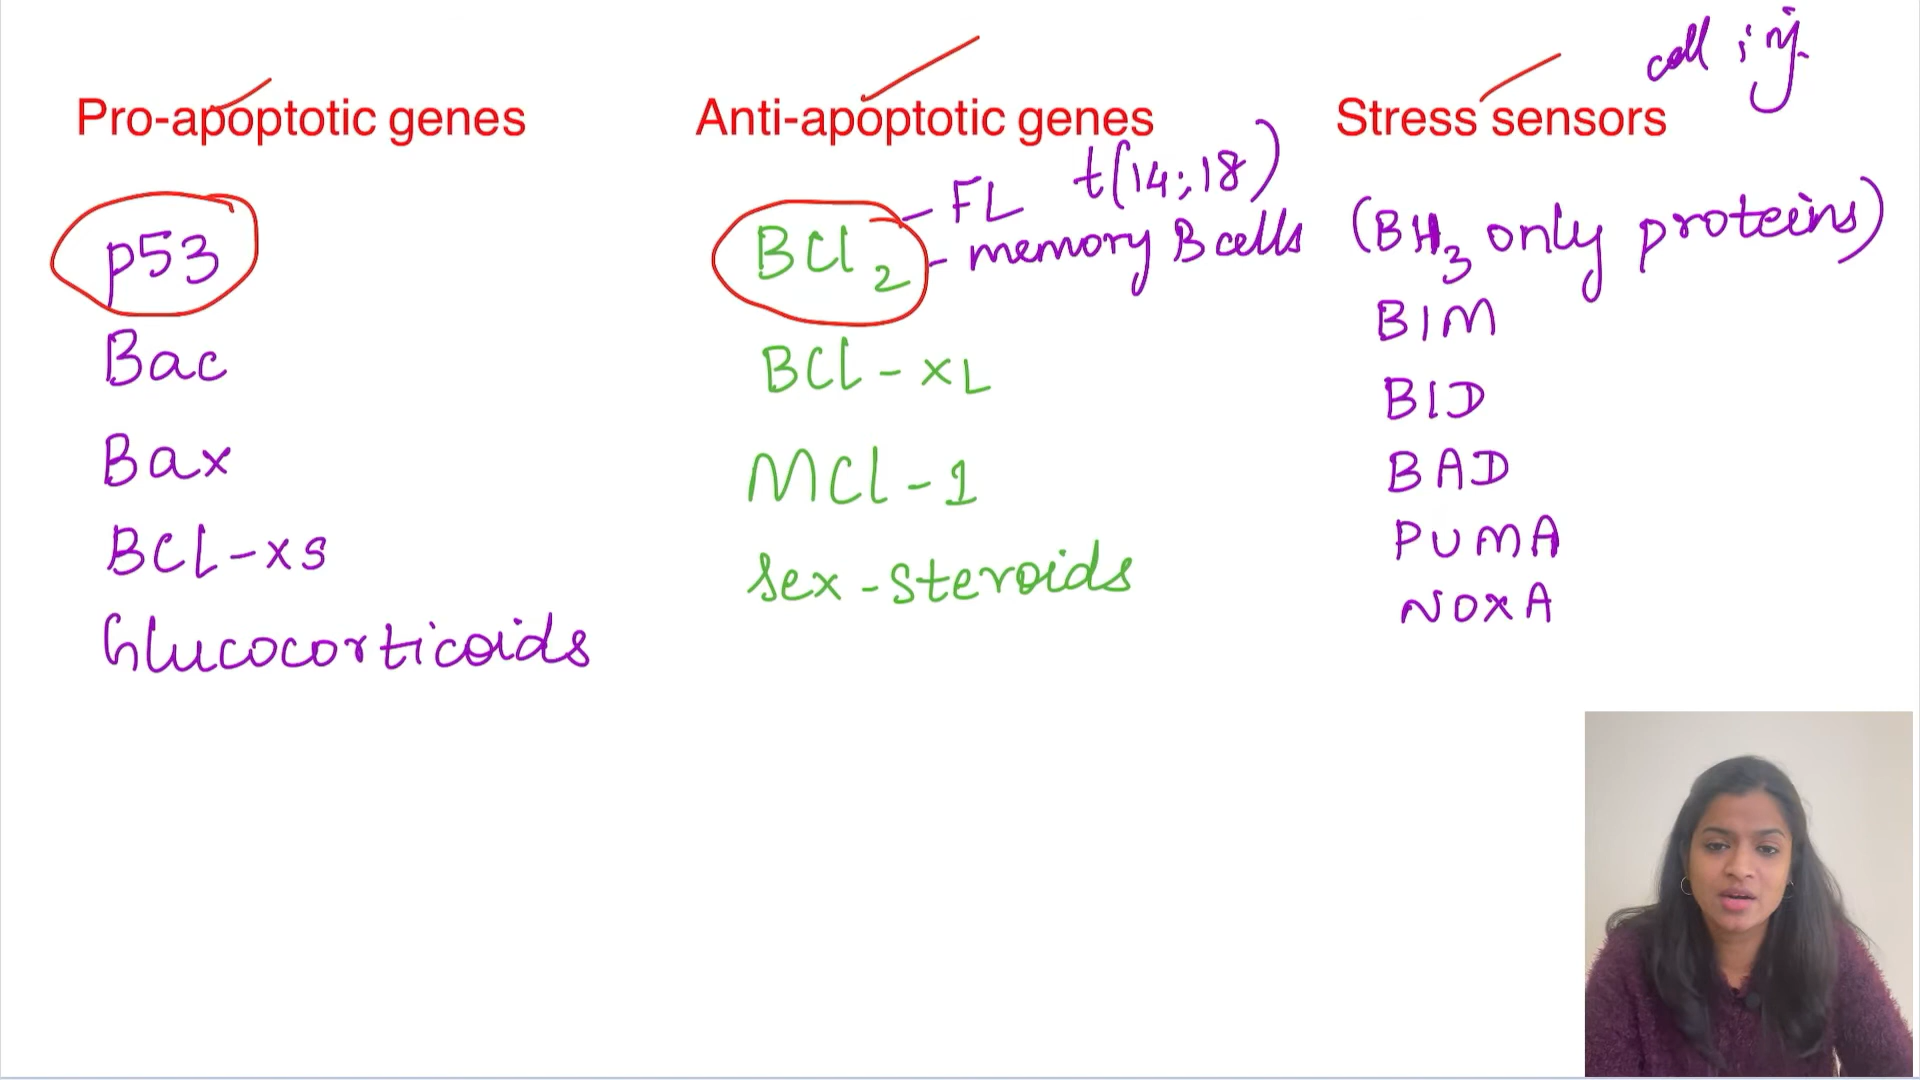 cell inj.
Pro-apoptotic genes
p53
Bac
Bax
BCl-xs
Glucocorticoids
Anti-apoptotic genes
BCl2
- FL t(14;18)
- memory B cells
BCl-xL
MCl-1
Sex-steroids
Stress sensors
(BH3 only proteins)
BIM
BID
BAD
PUMA
NOXA